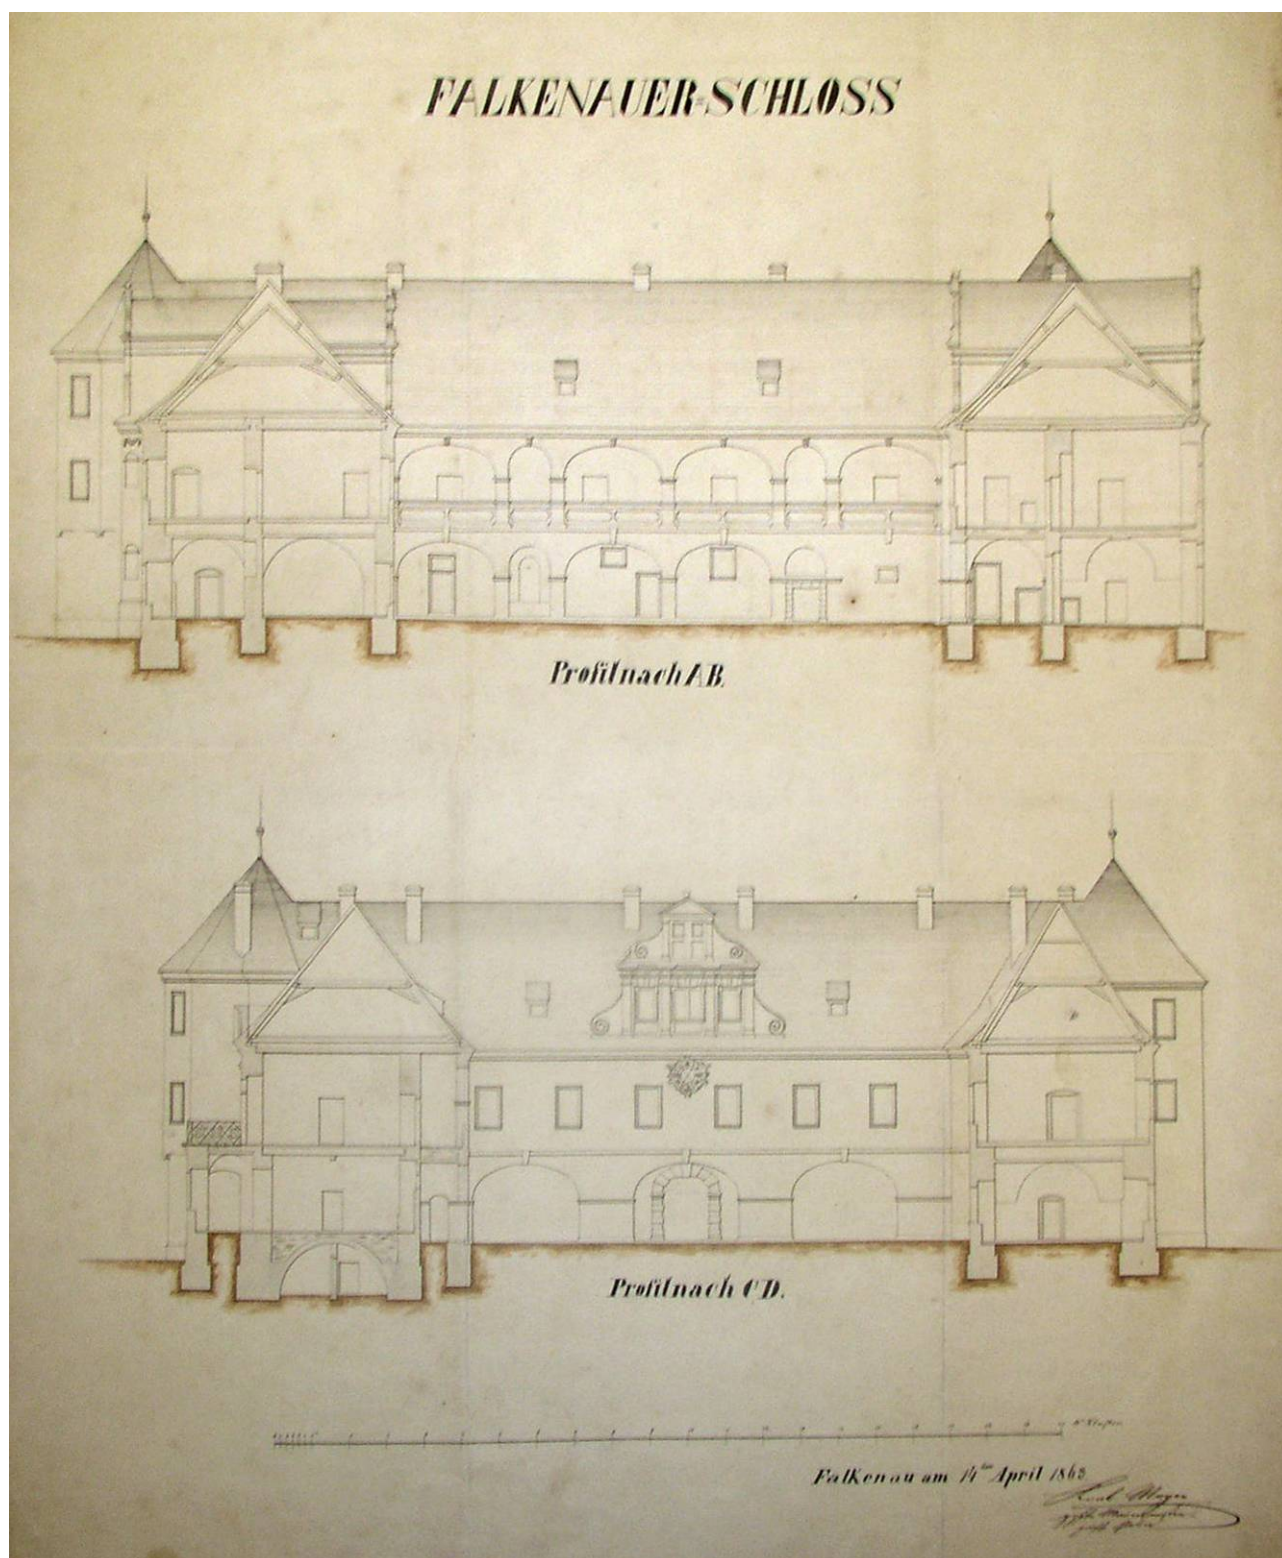 FALKENAUER-SCHLOSS
Profil nach AB.
Profil nach CD.
Falkenau am 14ten April 1863